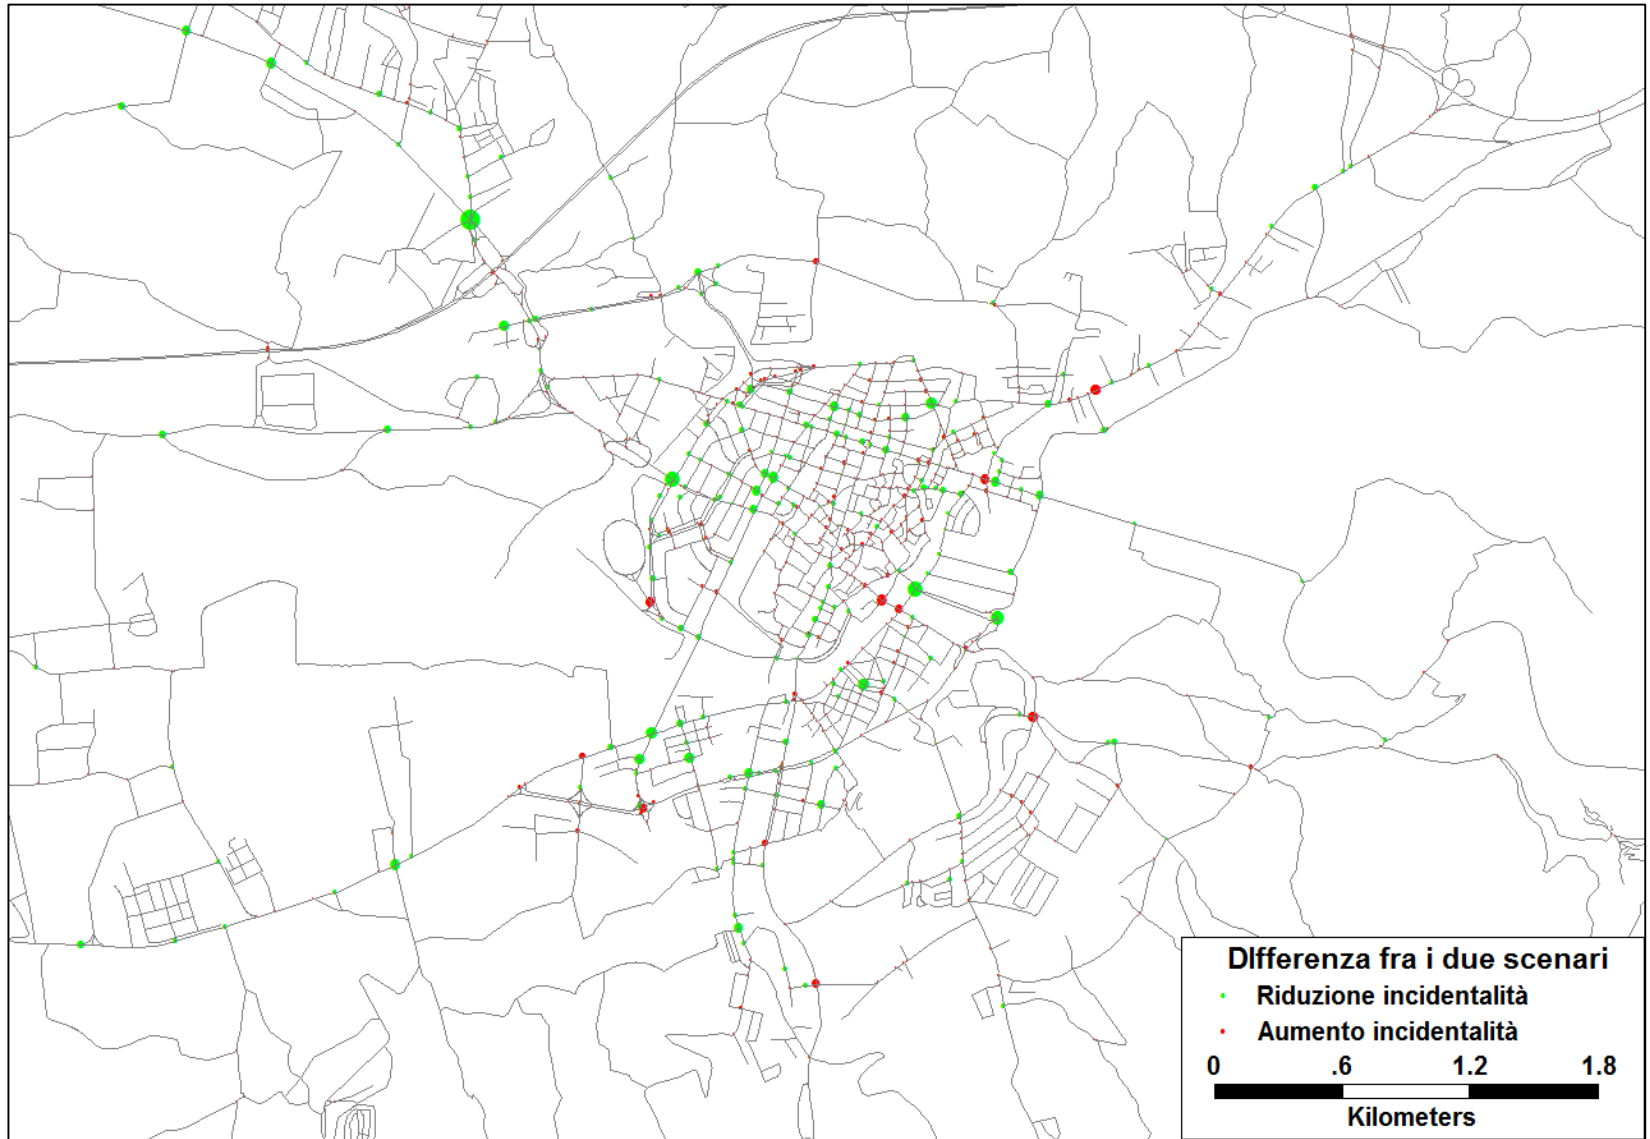 DIfferenza fra i due scenari
Riduzione incidentalità
Aumento incidentalità
0 .6 1.2 1.8
Kilometers